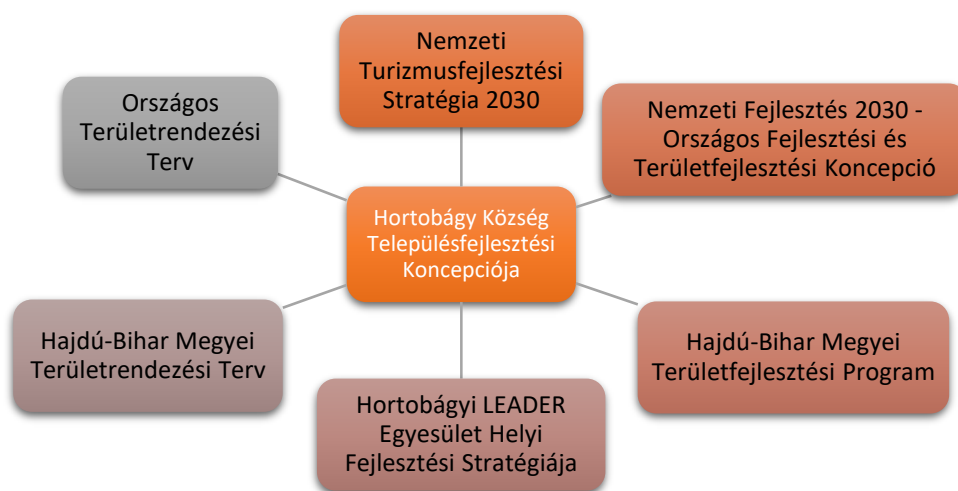 Nemzeti
Turizmusfejlesztési
Stratégia 2030
Országos
Területrendezési
Terv
Nemzeti Fejlesztés 2030 -
Országos Fejlesztési és
Területfejlesztési Koncepció
Hortobágy Község
Településfejlesztési
Koncepciója
Hajdú-Bihar Megyei
Területrendezési Terv
Hajdú-Bihar Megyei
Területfejlesztési Program
Hortobágyi LEADER
Egyesület Helyi
Fejlesztési Stratégiája